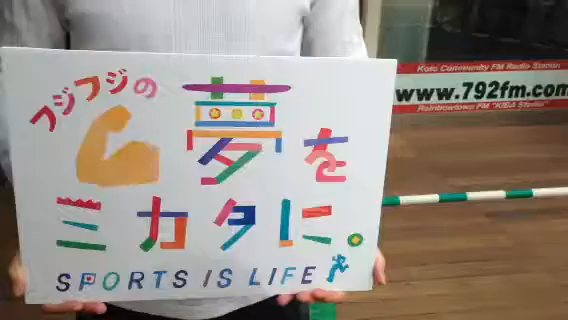 フジフジの
夢を
ミカタに。
SPORTS IS LIFE
Koto Community FM Radio Station
www.792fm.com
Rainbowtown FM "KIBA Studio"